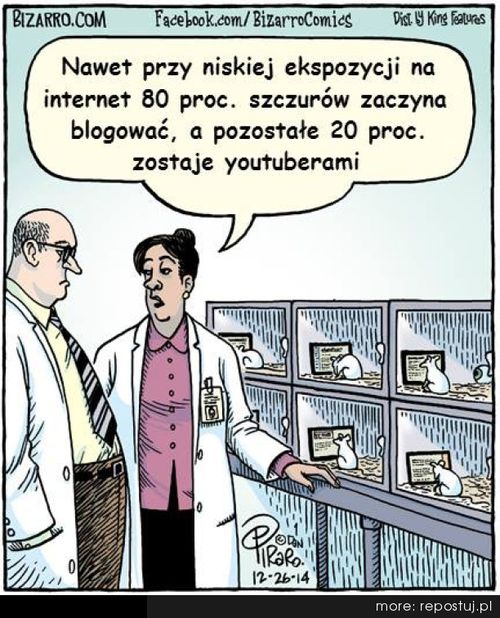 BIZARRO.COM Facebook.com/BizarroComics Dist. by King Features
Nawet przy niskiej ekspozycji na
internet 80 proc. szczurów zaczyna
blogować, a pozostałe 20 proc.
zostaje youtuberami
©DAN
PIRARO.
12-26-14
more: repostuj.pl